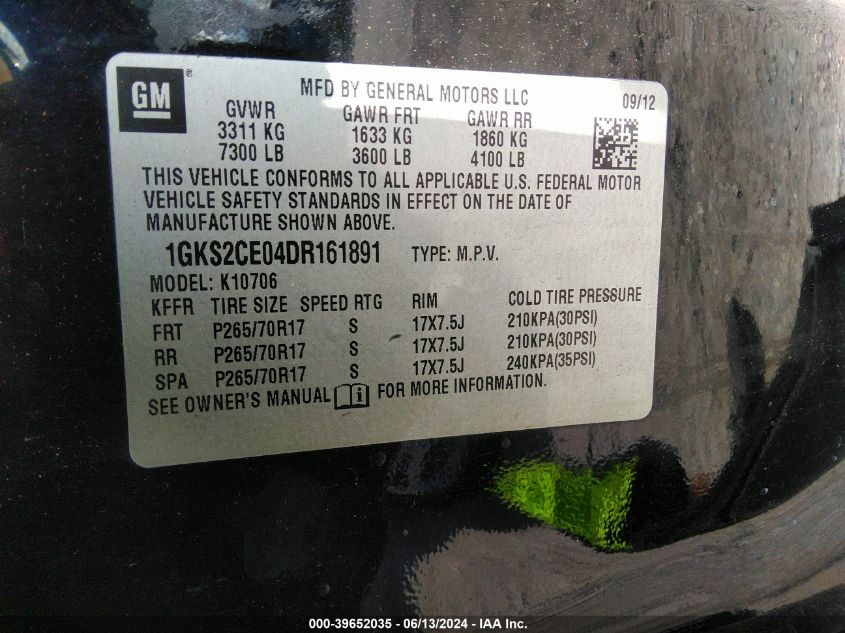 GM ®
MFD BY GENERAL MOTORS LLC 09/12
GVWR GAWR FRT GAWR RR
3311 KG 1633 KG 1860 KG
7300 LB 3600 LB 4100 LB
THIS VEHICLE CONFORMS TO ALL APPLICABLE U.S. FEDERAL MOTOR
VEHICLE SAFETY STANDARDS IN EFFECT ON THE DATE OF
MANUFACTURE SHOWN ABOVE.
1GKS2CE04DR161891 TYPE: M.P.V.
MODEL: K10706
KFFR TIRE SIZE SPEED RTG RIM COLD TIRE PRESSURE
FRT P265/70R17 S 17X7.5J 210KPA(30PSI)
RR P265/70R17 S 17X7.5J 210KPA(30PSI)
SPA P265/70R17 S 17X7.5J 240KPA(35PSI)
SEE OWNER'S MANUAL i FOR MORE INFORMATION.
000-39652035 - 06/13/2024 - IAA Inc.